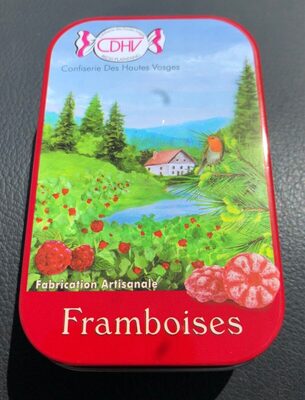 CDHV
Confiserie Des Hautes Vosges
Fabrication Artisanale
Framboises